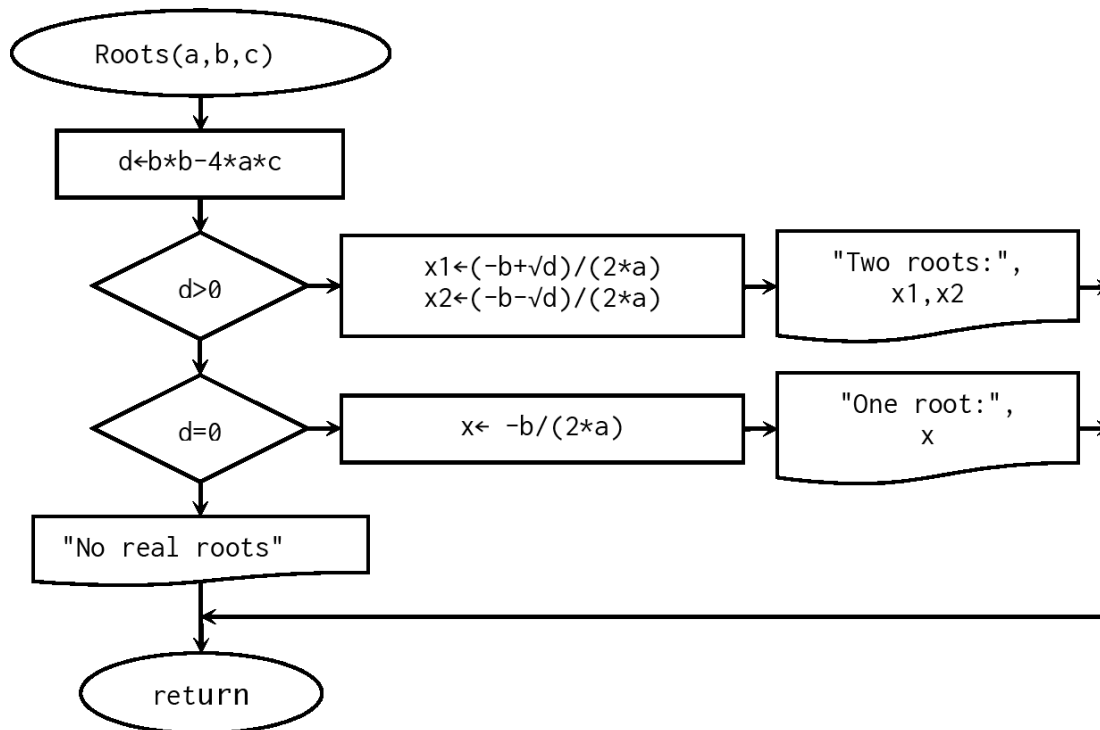 Roots(a,b,c)
d←b*b-4*a*c
d>0
x1←(-b+√d)/(2*a)
x2←(-b-√d)/(2*a)
"Two roots:",
x1,x2
d=0
x← -b/(2*a)
"One root:",
x
"No real roots"
return